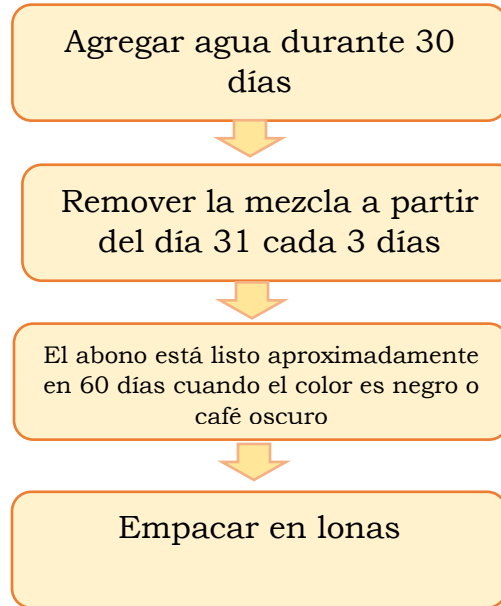 Agregar agua durante 30
días
Remover la mezcla a partir
del día 31 cada 3 días
El abono está listo aproximadamente
en 60 días cuando el color es negro o
café oscuro
Empacar en lonas